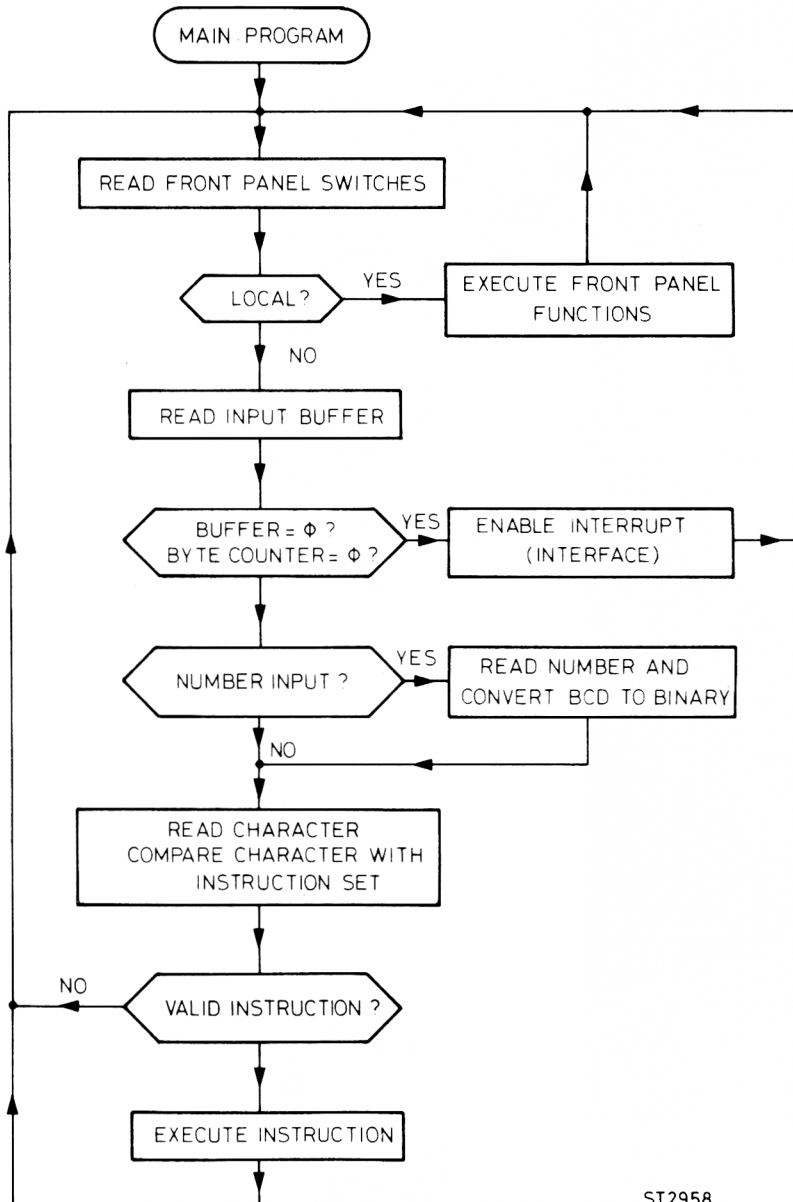 MAIN PROGRAM
READ FRONT PANEL SWITCHES
LOCAL?
YES
EXECUTE FRONT PANEL
FUNCTIONS
NO
READ INPUT BUFFER
BUFFER = Φ ?
BYTE COUNTER = Φ ?
YES
ENABLE INTERRUPT
(INTERFACE)
NUMBER INPUT ?
YES
READ NUMBER AND
CONVERT BCD TO BINARY
NO
READ CHARACTER
COMPARE CHARACTER WITH
INSTRUCTION SET
NO
VALID INSTRUCTION ?
EXECUTE INSTRUCTION
ST2958